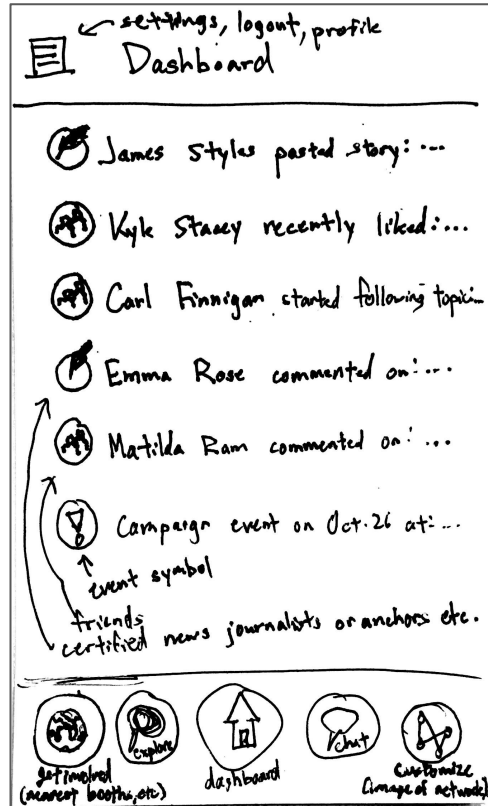 settings, logout, profile
Dashboard
James Styles posted story: ...
Kyle Stacey recently liked: ...
Carl Finnigan started following topic: ...
Emma Rose commented on: ...
Matilda Ram commented on: ...
Campaign event on Oct. 26 at: ...
event symbol
friends
certified news journalists or anchors etc.
explore
chat
get involved
(nearest booths, etc)
dashboard
customize
(image of network)